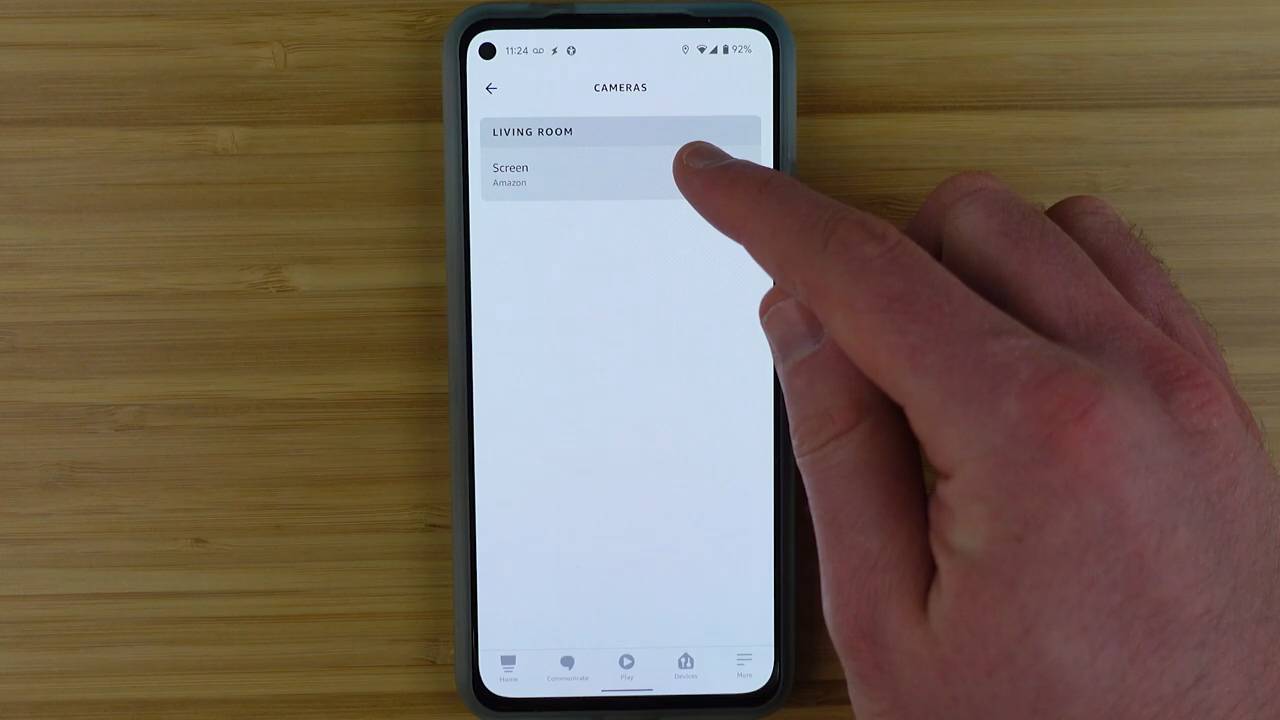 11:24 92%
CAMERAS
LIVING ROOM
Screen
Amazon
Home Communicate Play Devices More